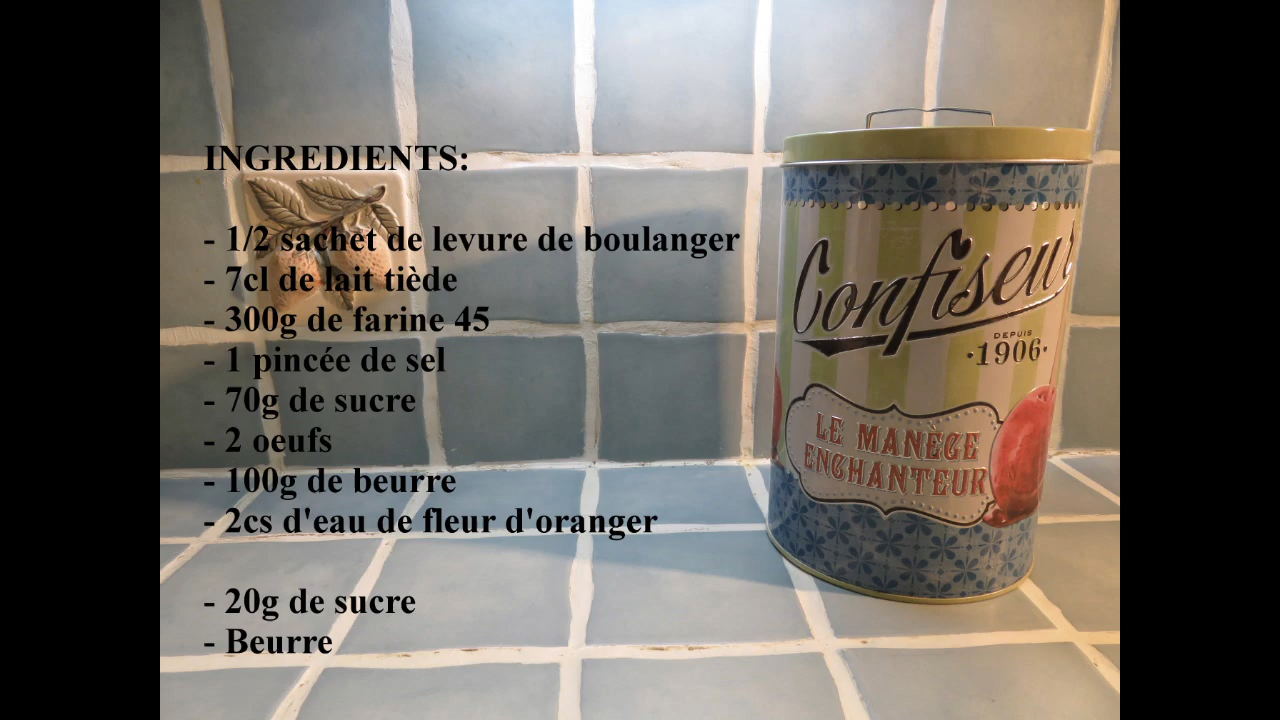 INGREDIENTS:
- 1/2 sachet de levure de boulanger
- 7cl de lait tiède
- 300g de farine 45
- 1 pincée de sel
- 70g de sucre
- 2 oeufs
- 100g de beurre
- 2cs d'eau de fleur d'oranger
- 20g de sucre
- Beurre
Confiseur
DEPUIS
·1906·
LE MANÈGE
ENCHANTEUR